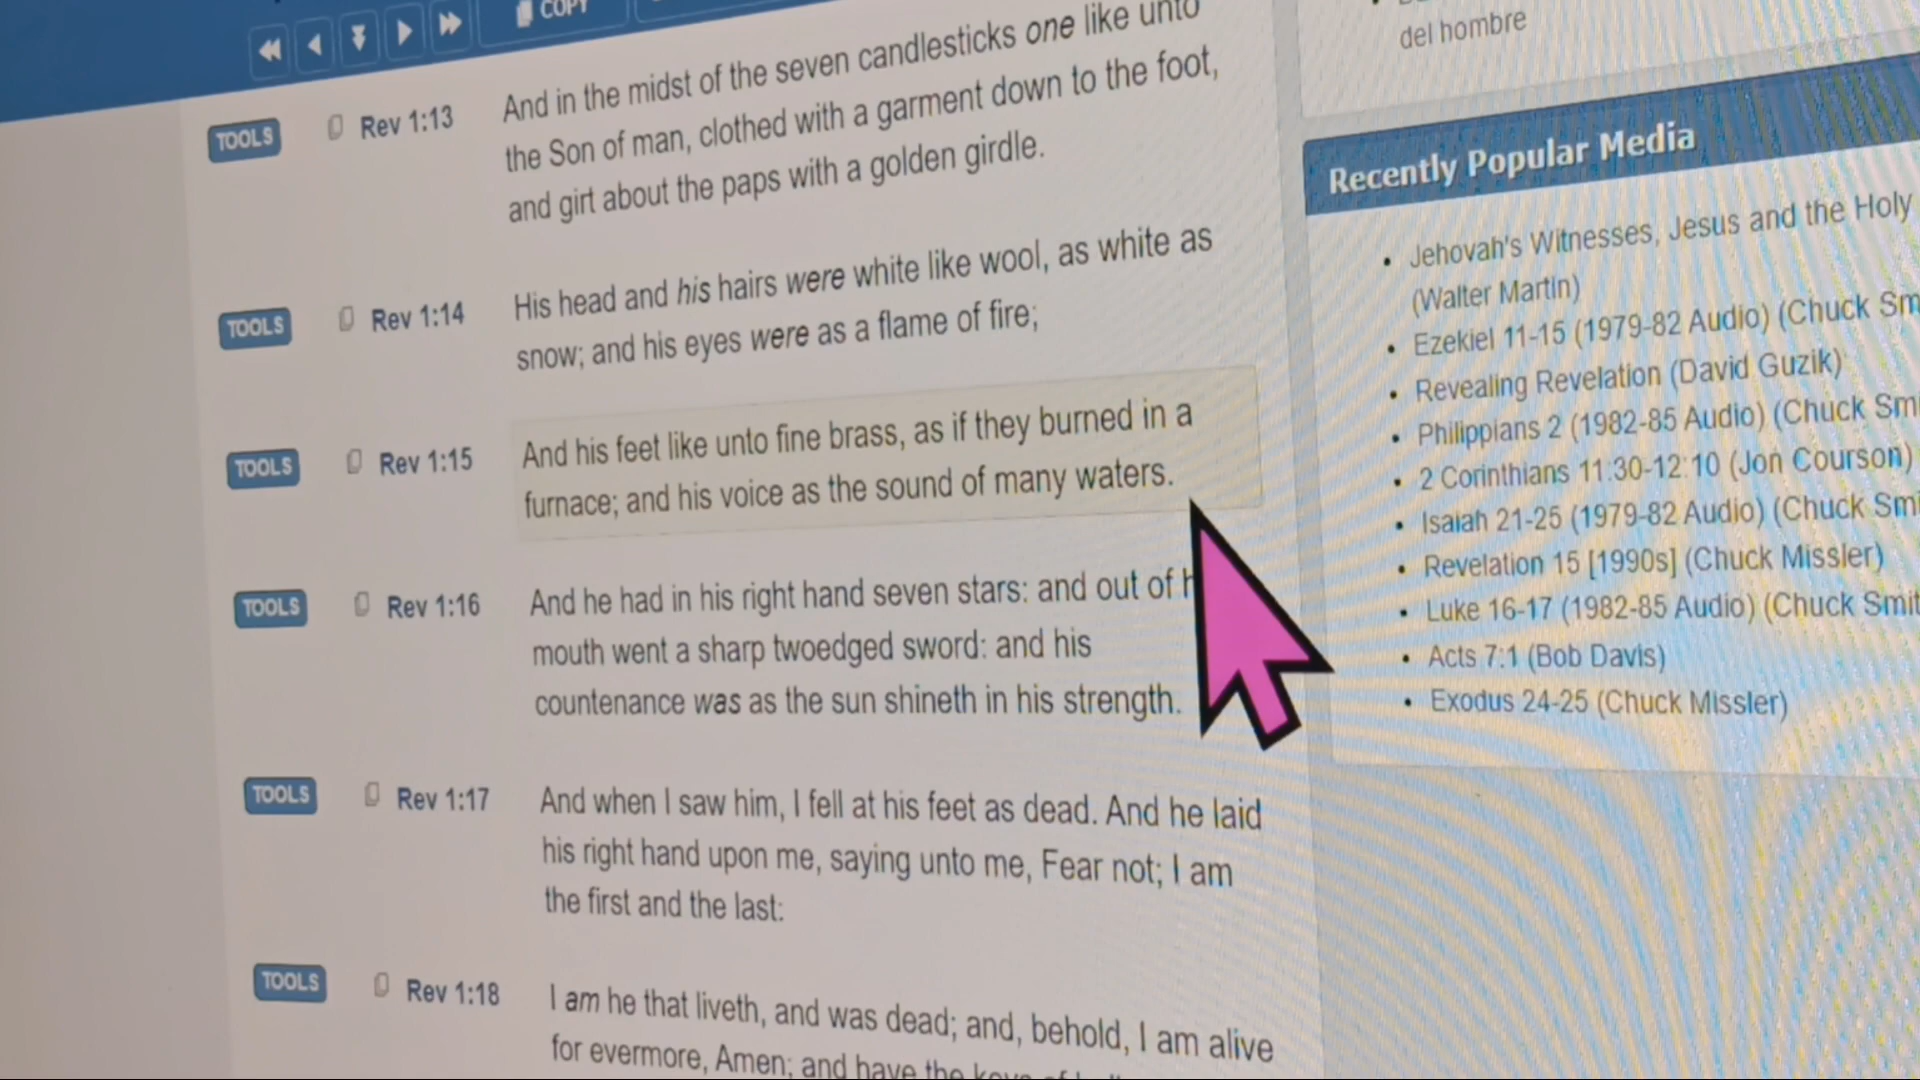 COPY
TOOLS Rev 1:13 And in the midst of the seven candlesticks one like unto
the Son of man, clothed with a garment down to the foot,
and girt about the paps with a golden girdle.
TOOLS Rev 1:14 His head and his hairs were white like wool, as white as
snow; and his eyes were as a flame of fire;
TOOLS Rev 1:15 And his feet like unto fine brass, as if they burned in a
furnace; and his voice as the sound of many waters.
TOOLS Rev 1:16 And he had in his right hand seven stars: and out of
mouth went a sharp twoedged sword: and his
countenance was as the sun shineth in his strength.
TOOLS Rev 1:17 And when I saw him, I fell at his feet as dead. And he laid
his right hand upon me, saying unto me, Fear not; I am
the first and the last:
TOOLS Rev 1:18 I am he that liveth, and was dead; and, behold, I am alive
for evermore, Amen; and have the keys of
del hombre
Recently Popular Media
• Jehovah's Witnesses, Jesus and the Holy
(Walter Martin)
• Ezekiel 11-15 (1979-82 Audio) (Chuck Sm
• Revealing Revelation (David Guzik)
• Philippians 2 (1982-85 Audio) (Chuck Smi
• 2 Corinthians 11:30-12:10 (Jon Courson)
• Isaiah 21-25 (1979-82 Audio) (Chuck Smi
• Revelation 15 [1990s] (Chuck Missler)
• Luke 16-17 (1982-85 Audio) (Chuck Smit
• Acts 7:1 (Bob Davis)
• Exodus 24-25 (Chuck Missler)